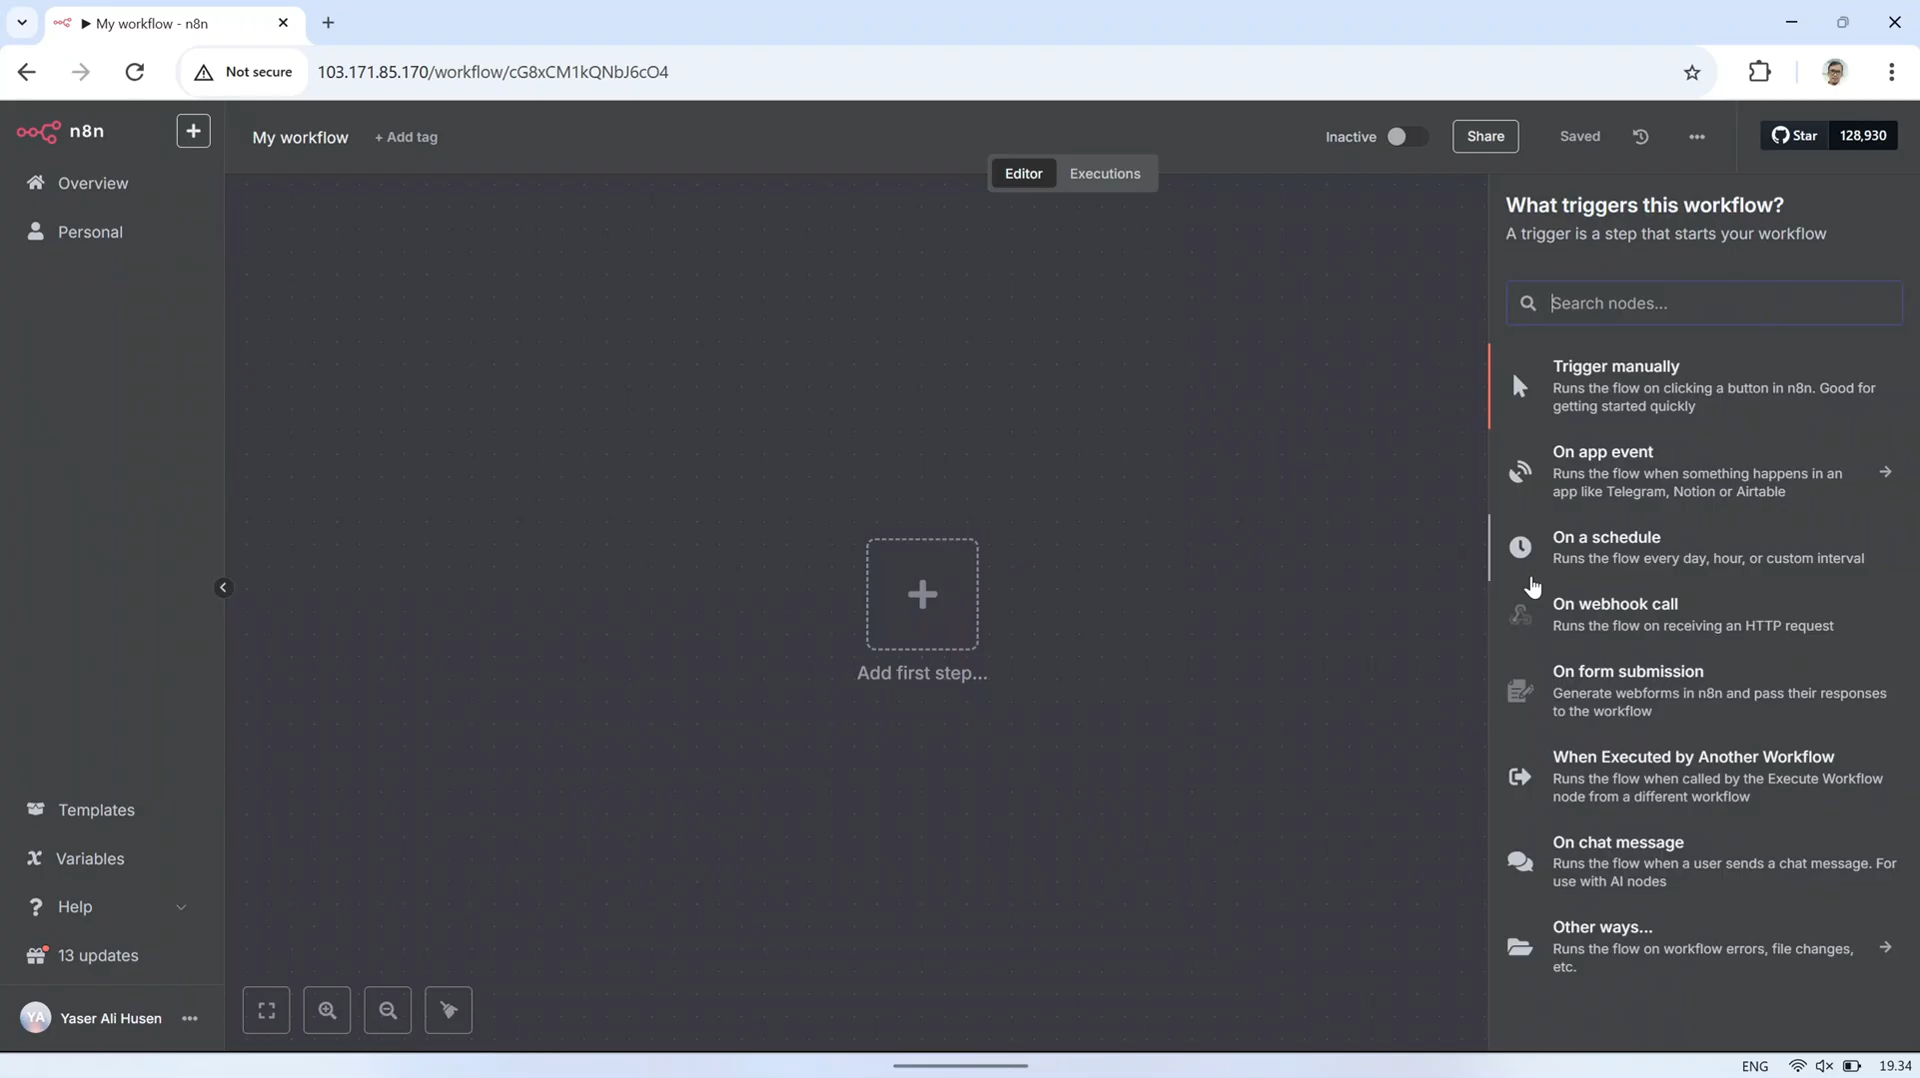 My workflow - n8n
Not secure
103.171.85.170/workflow/cG8xCM1kQNbJ6cO4
n8n
My workflow
+ Add tag
Inactive
Share
Saved
Star
128,930
Editor
Executions
Overview
Personal
What triggers this workflow?
A trigger is a step that starts your workflow
Search nodes...
Trigger manually
Runs the flow on clicking a button in n8n. Good for
getting started quickly
On app event
Runs the flow when something happens in an
app like Telegram, Notion or Airtable
On a schedule
Runs the flow every day, hour, or custom interval
On webhook call
Runs the flow on receiving an HTTP request
On form submission
Generate webforms in n8n and pass their responses
to the workflow
When Executed by Another Workflow
Runs the flow when called by the Execute Workflow
node from a different workflow
On chat message
Runs the flow when a user sends a chat message. For
use with AI nodes
Other ways...
Runs the flow on workflow errors, file changes,
etc.
Add first step...
Templates
Variables
Help
13 updates
YA
Yaser Ali Husen
ENG
19.34